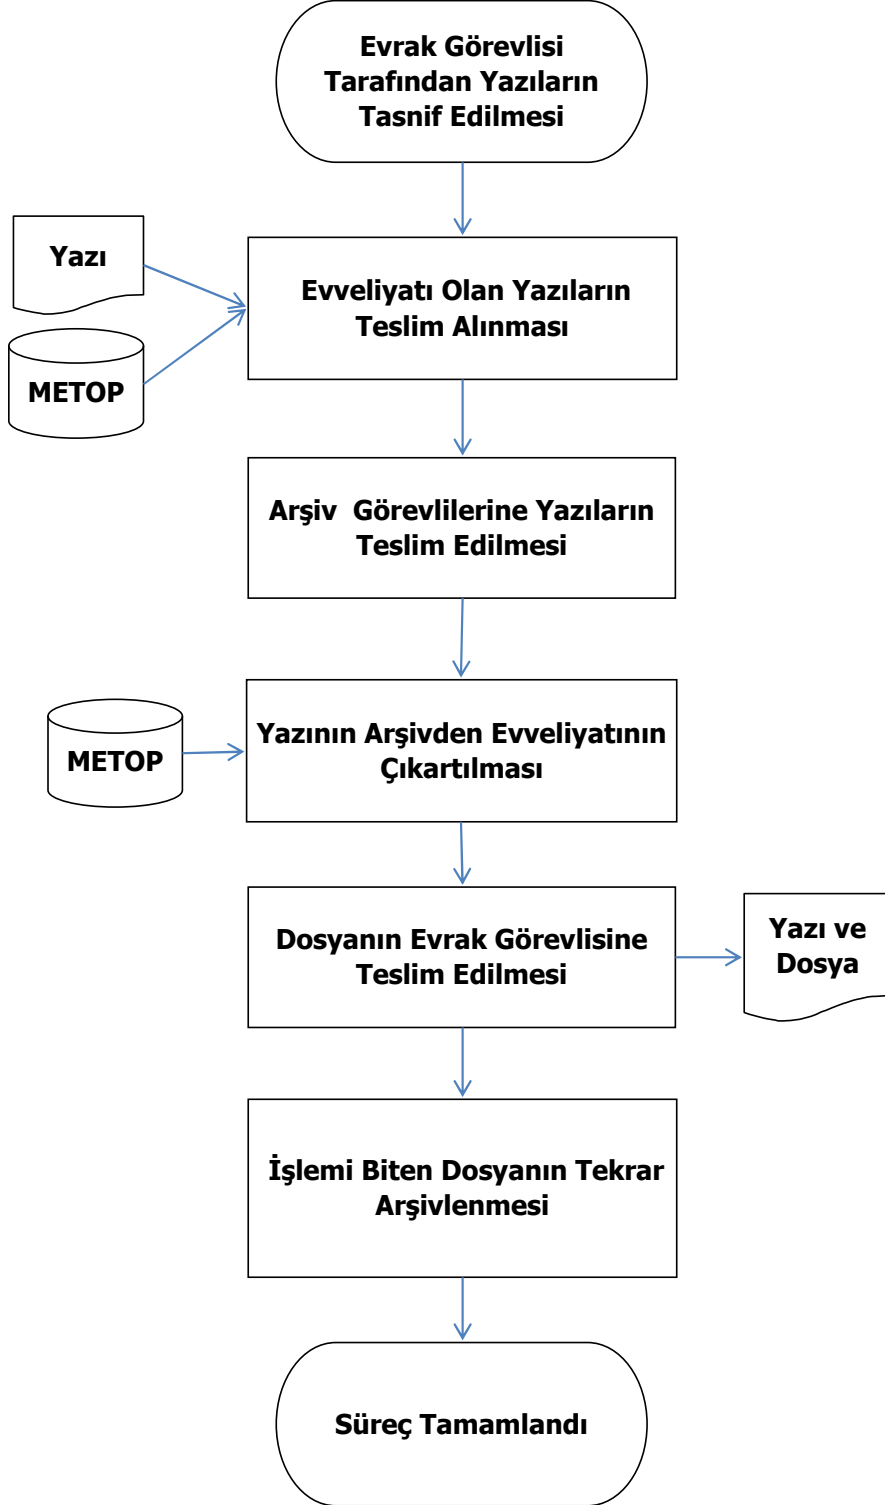 Evrak Görevlisi
Tarafından Yazıların
Tasnif Edilmesi
Yazı
Evveliyatı Olan Yazıların
Teslim Alınması
METOP
Arşiv  Görevlilerine Yazıların
Teslim Edilmesi
Yazının Arşivden Evveliyatının
Çıkartılması
METOP
Dosyanın Evrak Görevlisine
Teslim Edilmesi
Yazı ve
Dosya
İşlemi Biten Dosyanın Tekrar
Arşivlenmesi
Süreç Tamamlandı